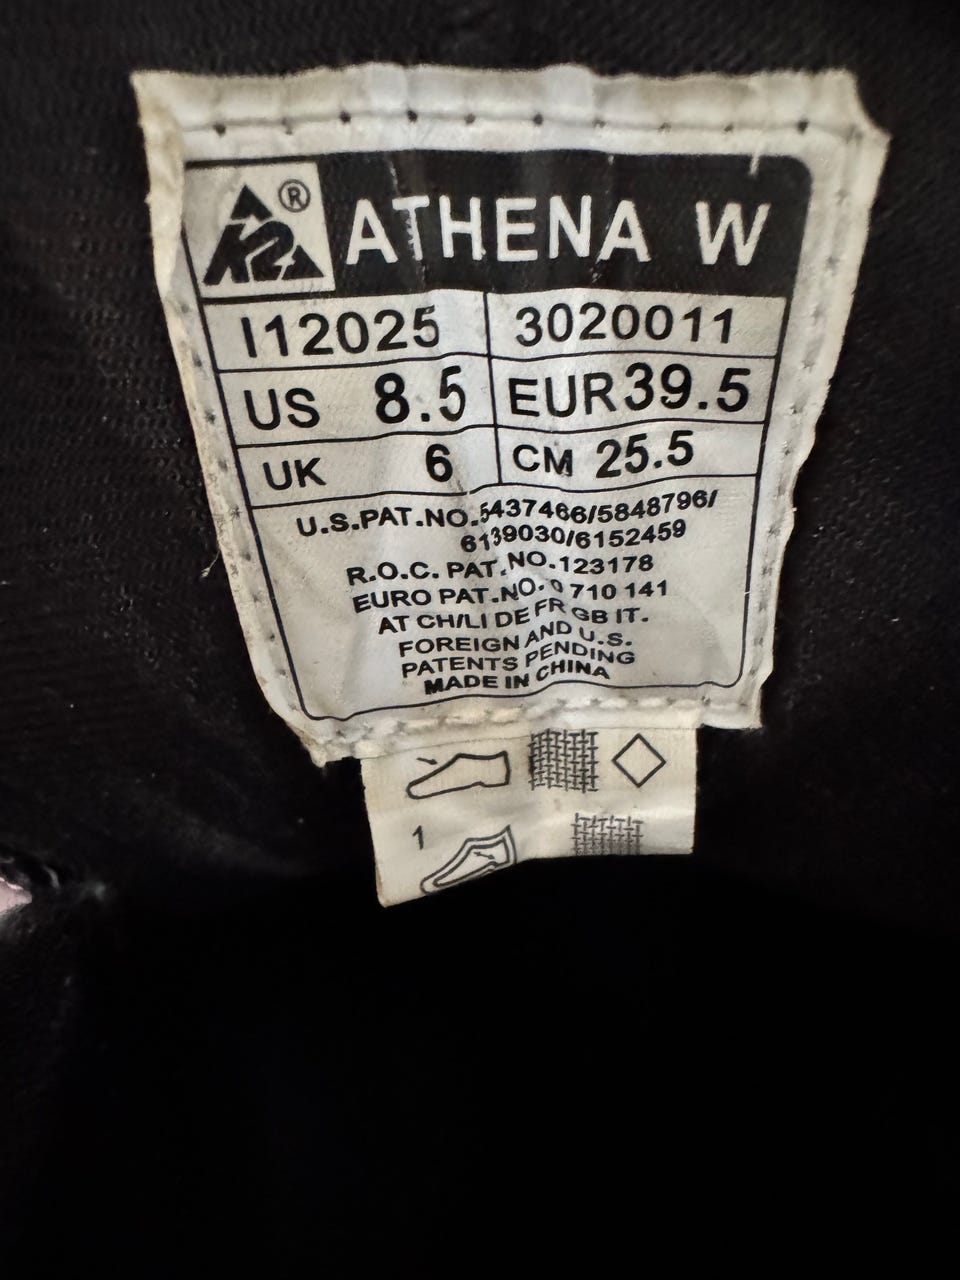 K2® ATHENA W
I12025 3020011
US 8.5 EUR 39.5
UK 6 CM 25.5
U.S.PAT.NO.5437466/5848796/
6139030/6152459
R.O.C. PAT.NO.123178
EURO PAT.NO. 0 710 141
AT CH/LI DE FR GB IT.
FOREIGN AND U.S.
PATENTS PENDING
MADE IN CHINA
1